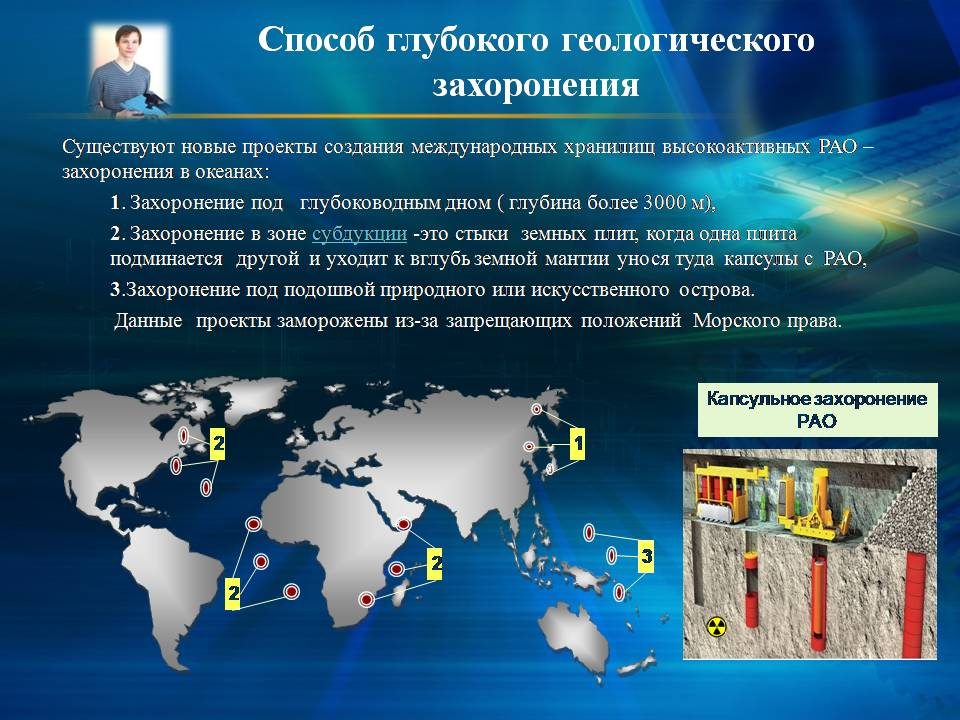 Способ глубокого геологического
захоронения
Существуют новые проекты создания международных хранилищ высокоактивных РАО –
захоронения в океанах:
1. Захоронение под глубоководным дном ( глубина более 3000 м),
2. Захоронение в зоне субдукции -это стыки земных плит, когда одна плита
подминается другой и уходит к вглубь земной мантии унося туда капсулы с РАО,
3.Захоронение под подошвой природного или искусственного острова.
Данные проекты заморожены из-за запрещающих положений Морского права.
Капсульное захоронение
РАО
2
1
3
2
2